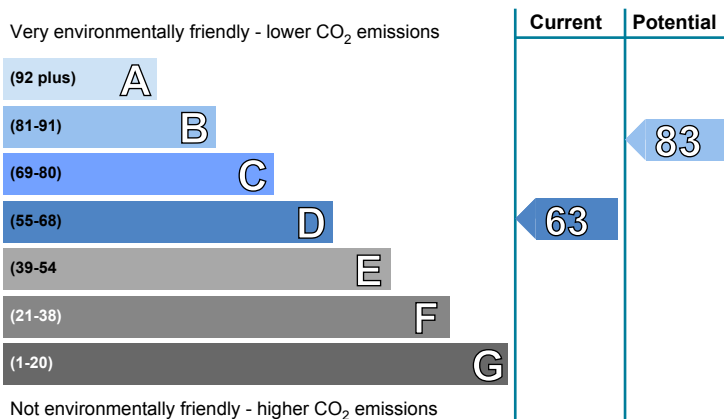 Current Potential
Very environmentally friendly - lower CO2 emissions
(92 plus) A
(81-91) B
83
(69-80) C
(55-68) D
63
(39-54 E
(21-38) F
(1-20) G
Not environmentally friendly - higher CO2 emissions